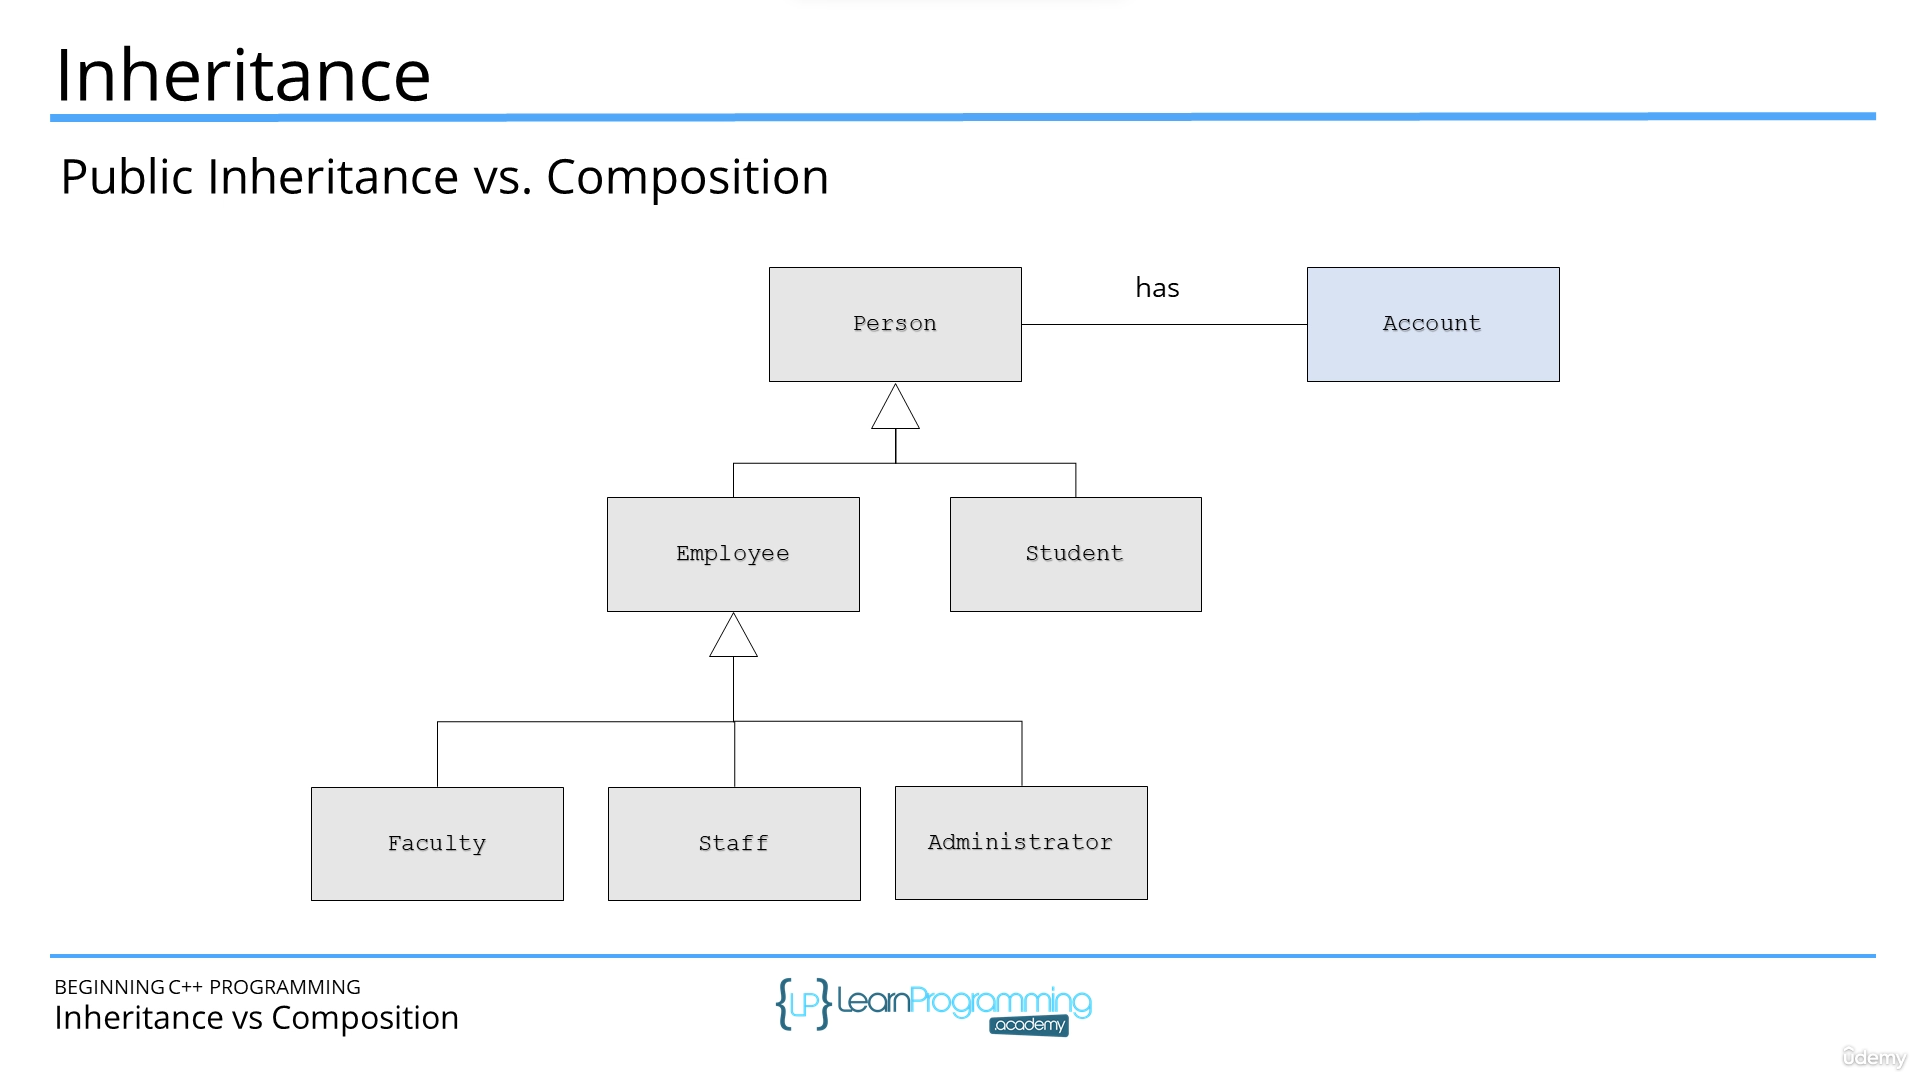 Inheritance
Public Inheritance vs. Composition
has
Person
Account
Employee
Student
Faculty
Staff
Administrator
BEGINNING C++ PROGRAMMING
Inheritance vs Composition
{LP} LearnProgramming
.academy
ûdemy